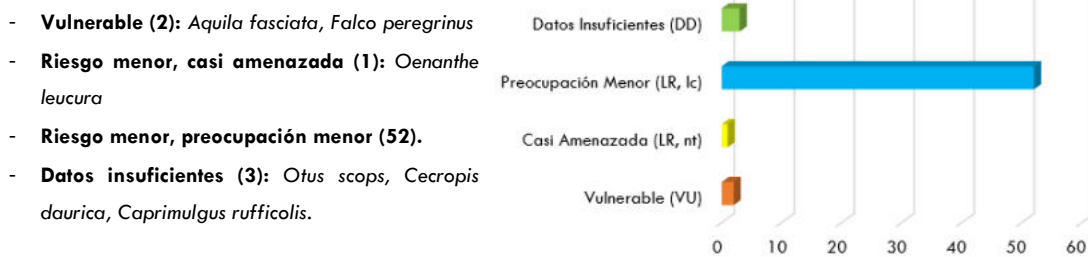 - Vulnerable (2): Aquila fasciata, Falco peregrinus
- Riesgo menor, casi amenazada (1): Oenanthe
leucura
- Riesgo menor, preocupación menor (52).
- Datos insuficientes (3): Otus scops, Cecropis
daurica, Caprimulgus rufficolis.
Datos Insuficientes (DD)
Preocupación Menor (LR, lc)
Casi Amenazada (LR, nt)
Vulnerable (VU)
0 10 20 30 40 50 60